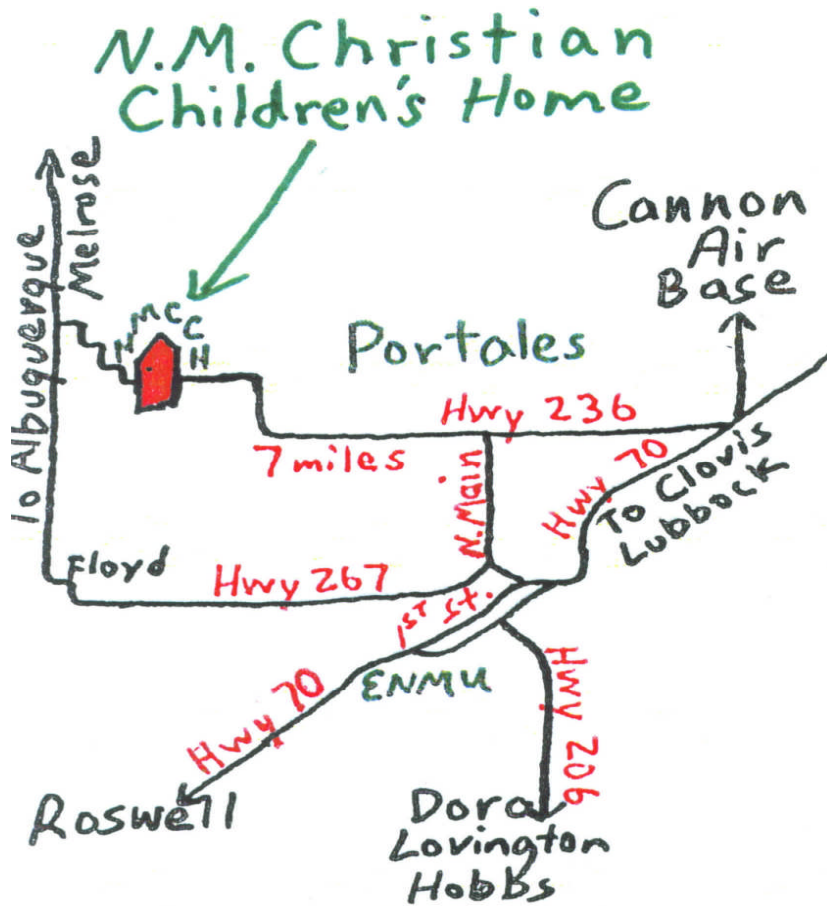 N.M. Christian
Children's Home
To Albuquerque
Melrose
NMCCH
Cannon
Air
Base
Portales
Hwy 236
7 miles
N. Main
Hwy 70
To Clovis
Lubbock
Floyd
Hwy 267
1ST St.
ENMU
Hwy 70
Hwy 206
Roswell
Dora
Lovington
Hobbs